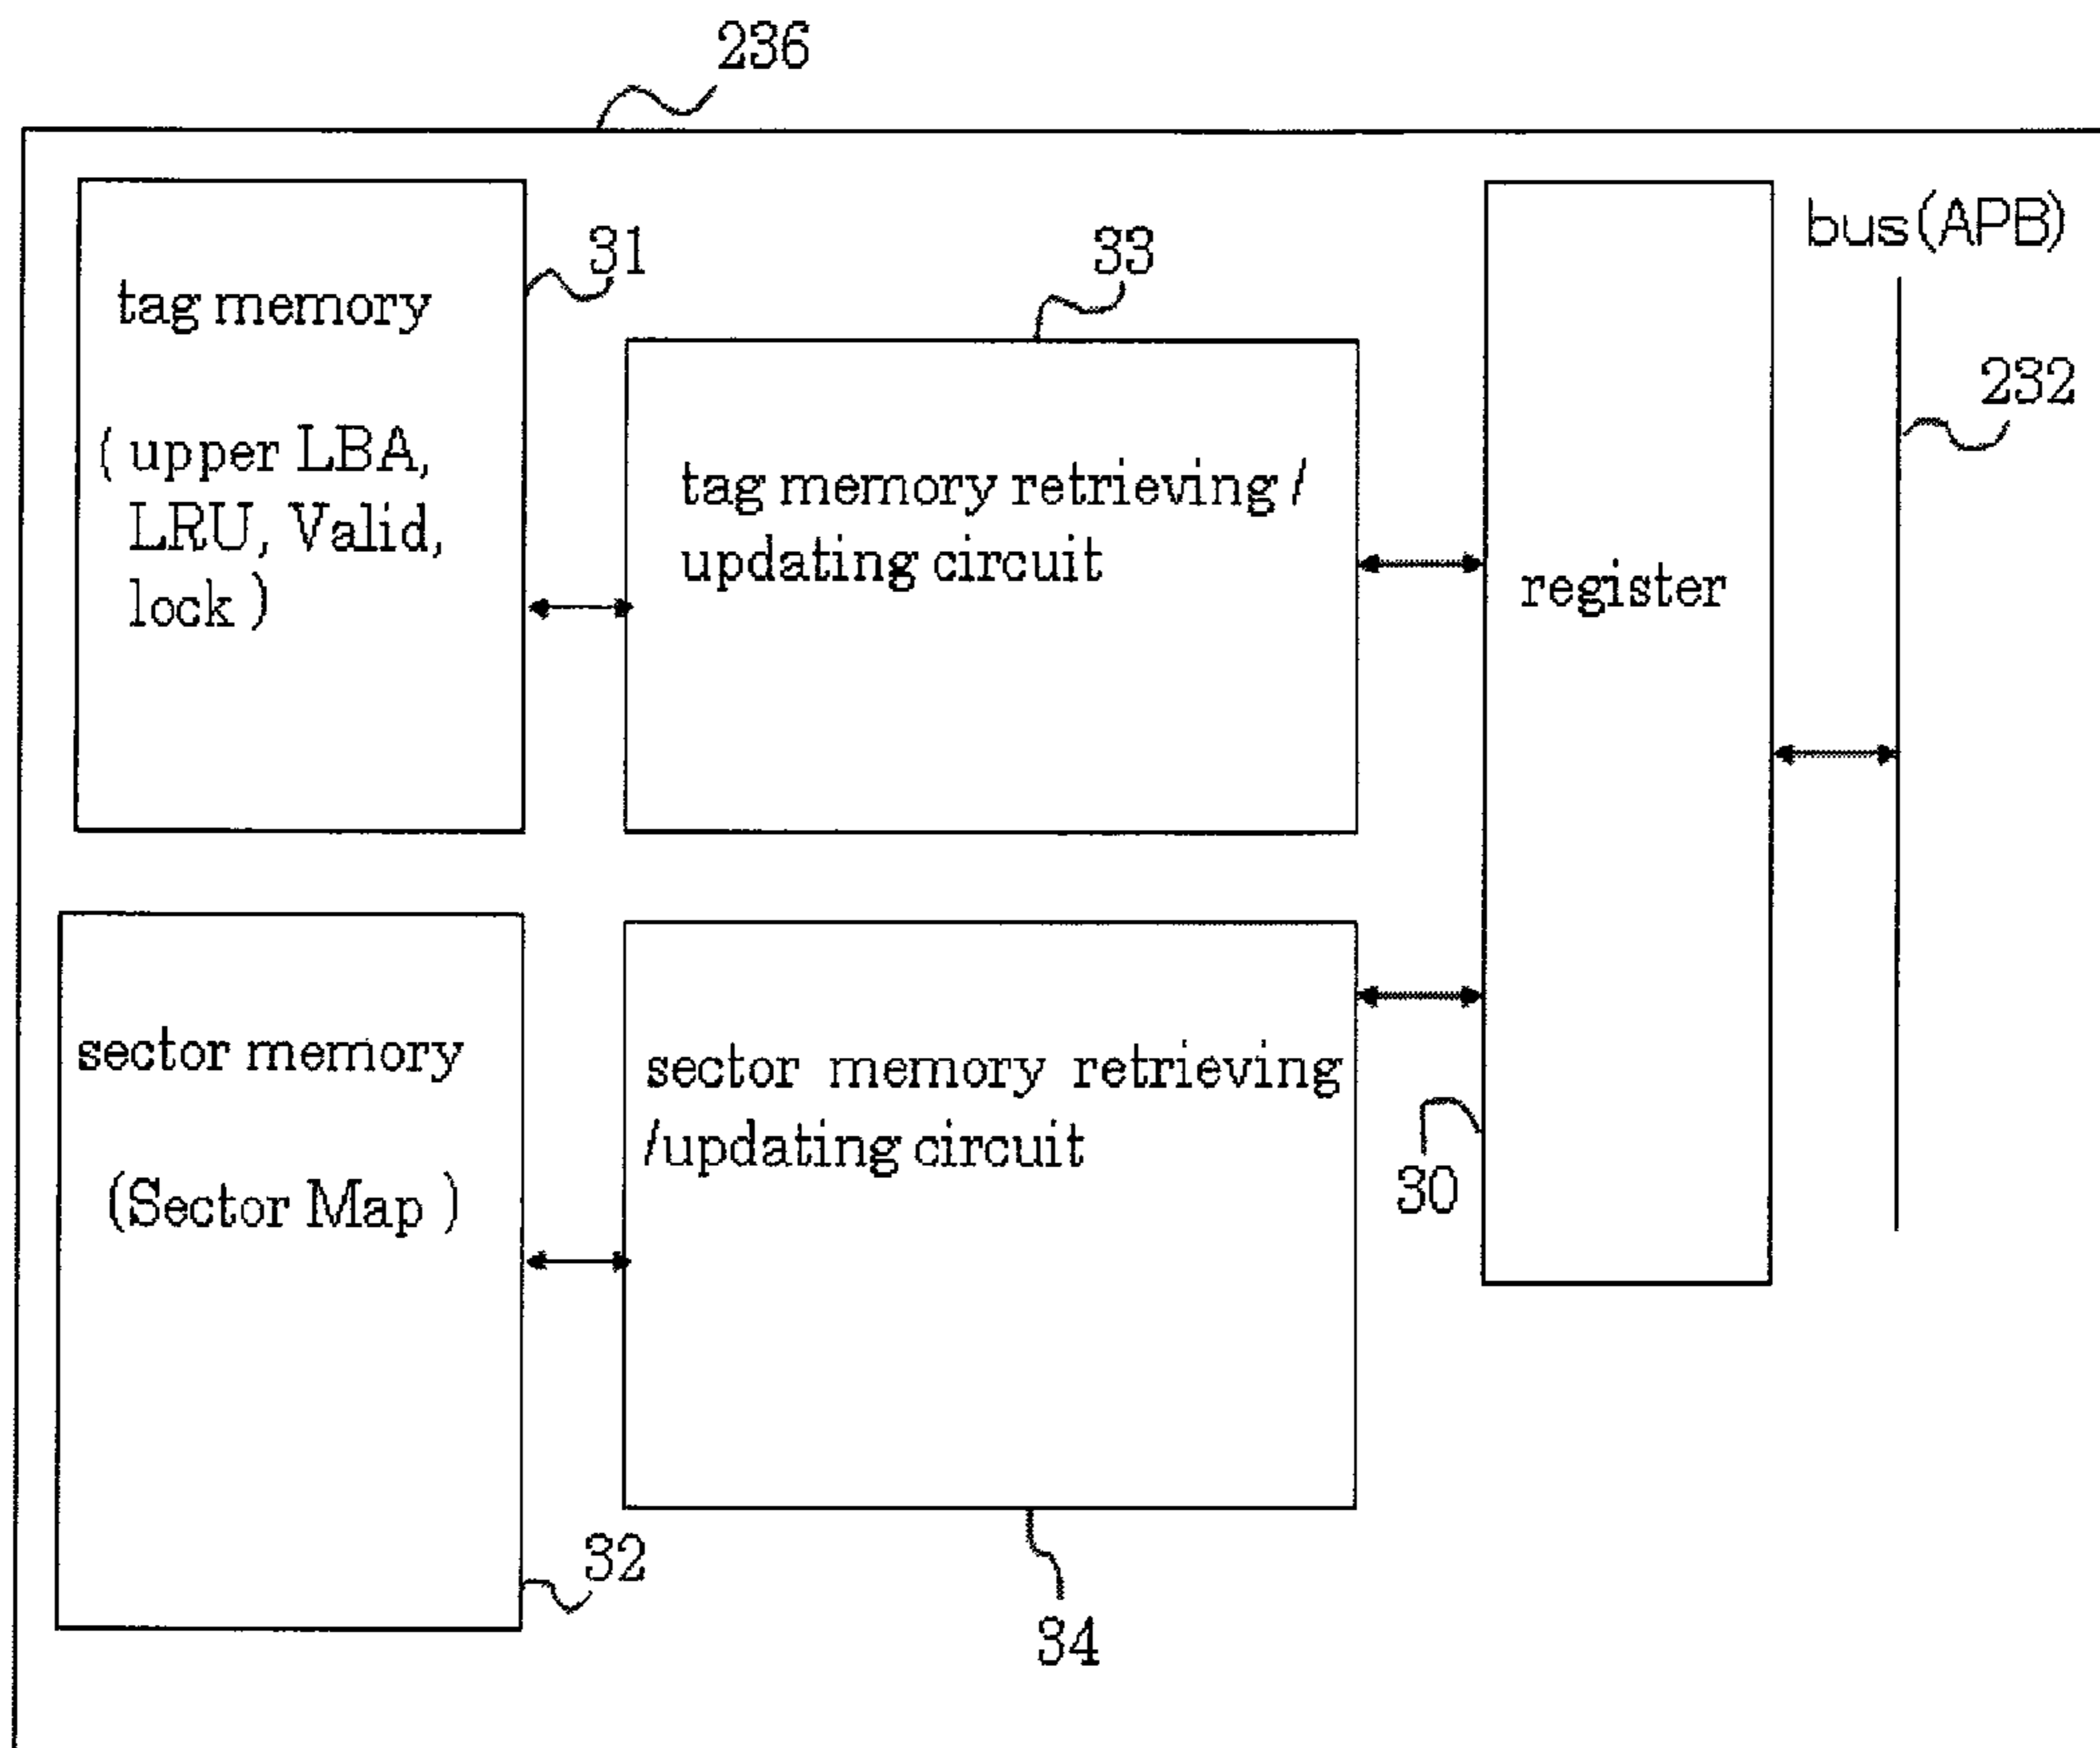 236
tag memory
( upper LBA,
LRU, Valid,
lock )
31
33
tag memory retrieving /
updating circuit
register
bus(APB)
232
sector memory
(Sector Map )
sector memory retrieving
/updating circuit
30
32
34